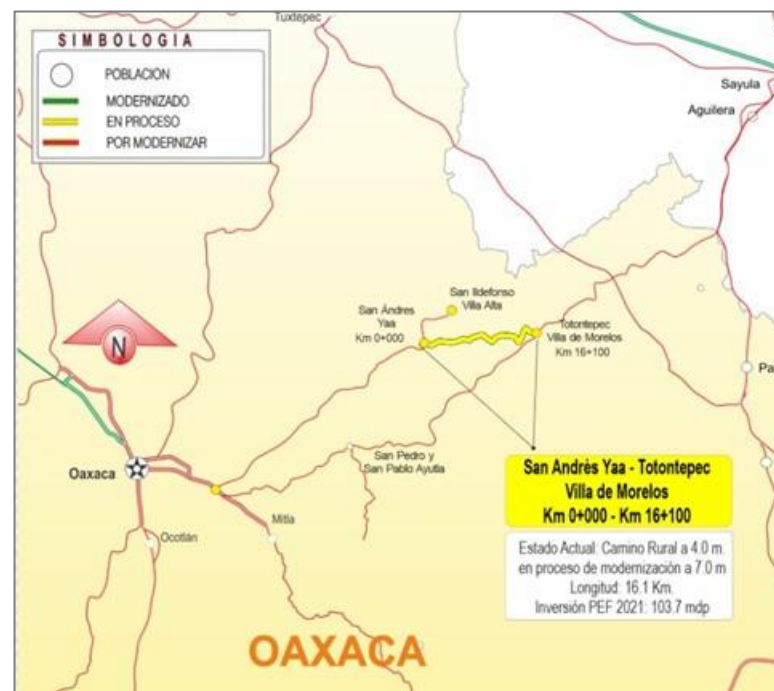 Tuxtepec
SIMBOLOGIA
POBLACION
MODERNIZADO
EN PROCESO
POR MODERNIZAR
Sayula
Aguilera
San Ildefonso
Villa Alta
San Ándres
Yaa
Km 0+000
Totontepec
Villa de Morelos
Km 16+100
N
Pa
San Pedro y
San Pablo Ayutla
Oaxaca
Mitla
Ocotlán
San Andrès Yaa - Totontepec
Villa de Morelos
Km 0+000 - Km 16+100
Estado Actual: Camino Rural a 4.0 m.
en proceso de modernización a 7.0 m
Longitud: 16.1 Km.
Inversión PEF 2021: 103.7 mdp
OAXACA